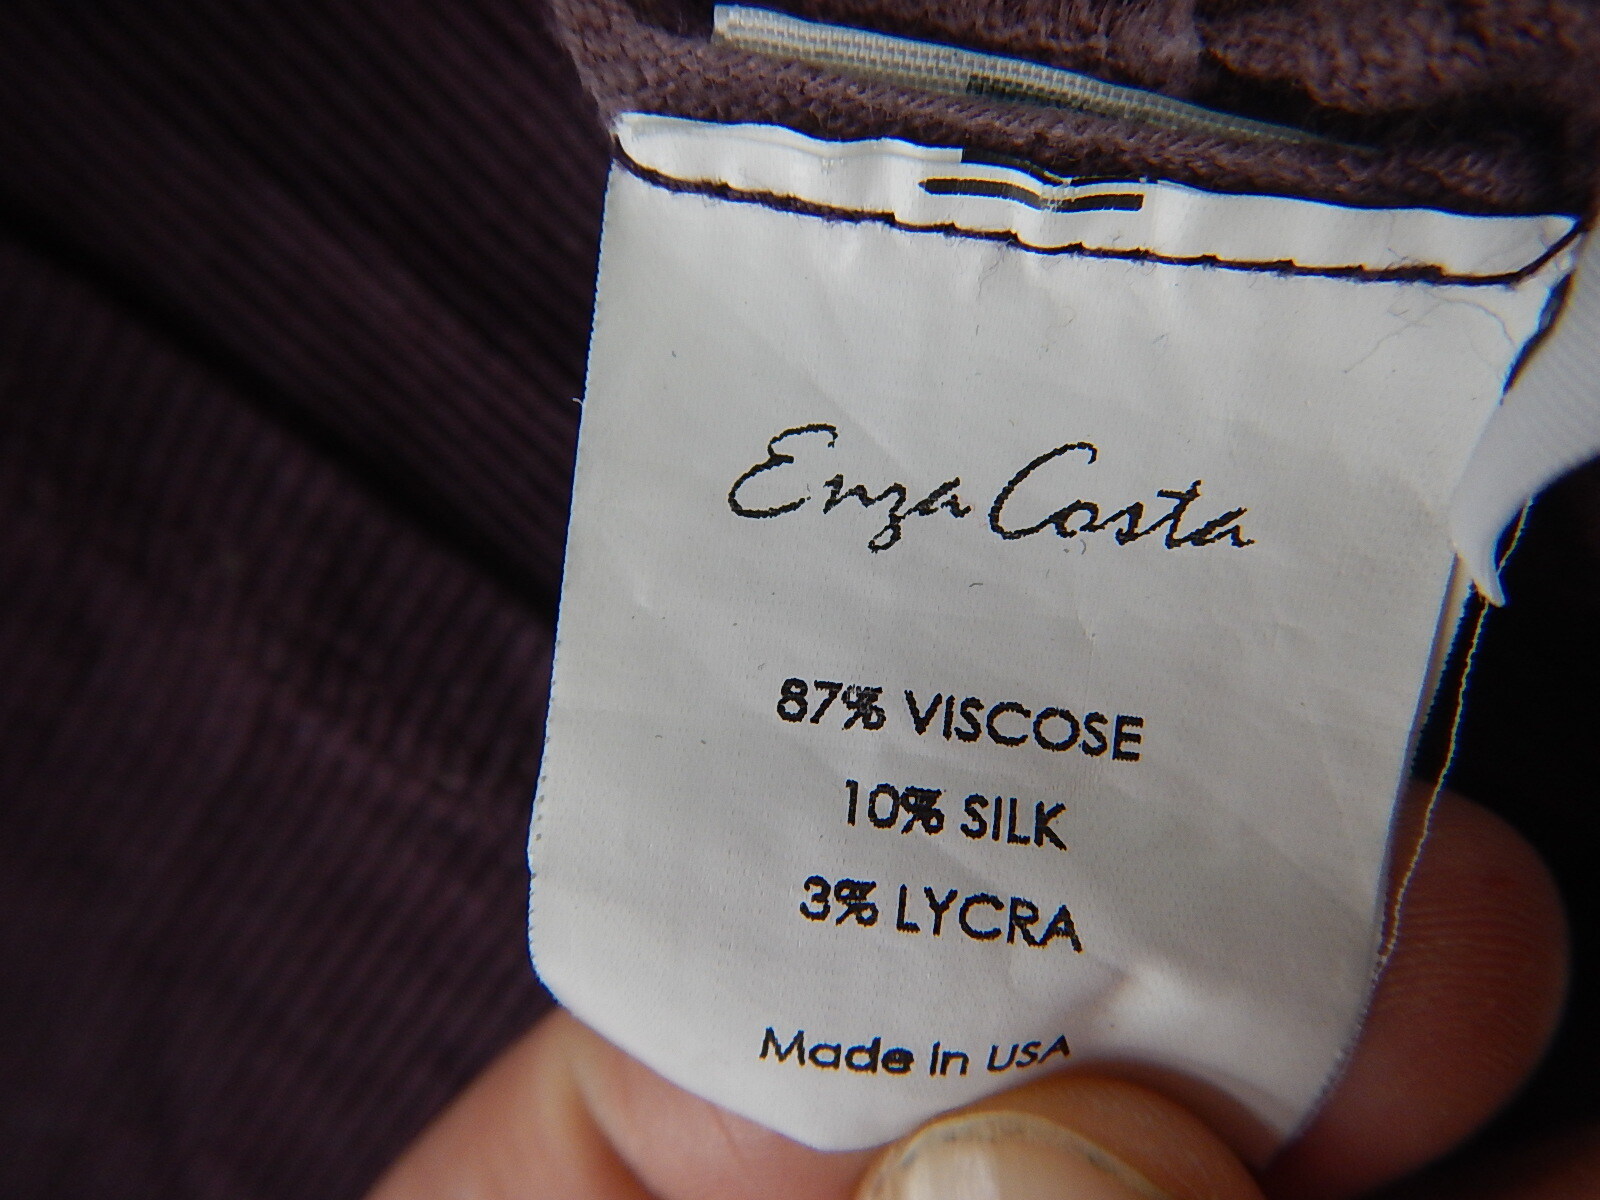 Enza Costa
87% VISCOSE
10% SILK
3% LYCRA
Made in USA